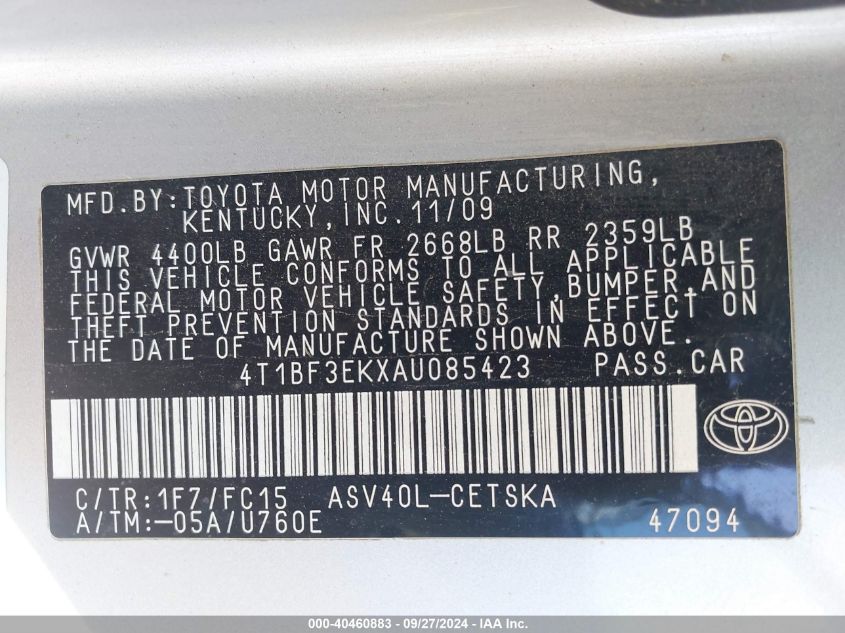 MFD.BY:TOYOTA MOTOR MANUFACTURING,
KENTUCKY,INC.11/09
GVWR 4400LB GAWR FR 2668LB RR 2359LB
THIS VEHICLE CONFORMS TO ALL APPLICABLE
FEDERAL MOTOR VEHICLE SAFETY,BUMPER,AND
THEFT PREVENTION STANDARDS IN EFFECT ON
THE DATE OF MANUFACTURE SHOWN ABOVE.
4T1BF3EKXAU085423 PASS.CAR
C/TR:1F7/FC15 ASV40L-CETSKA
A/TM:-05A/U760E 47094
000-40460883 - 09/27/2024 - IAAI.com